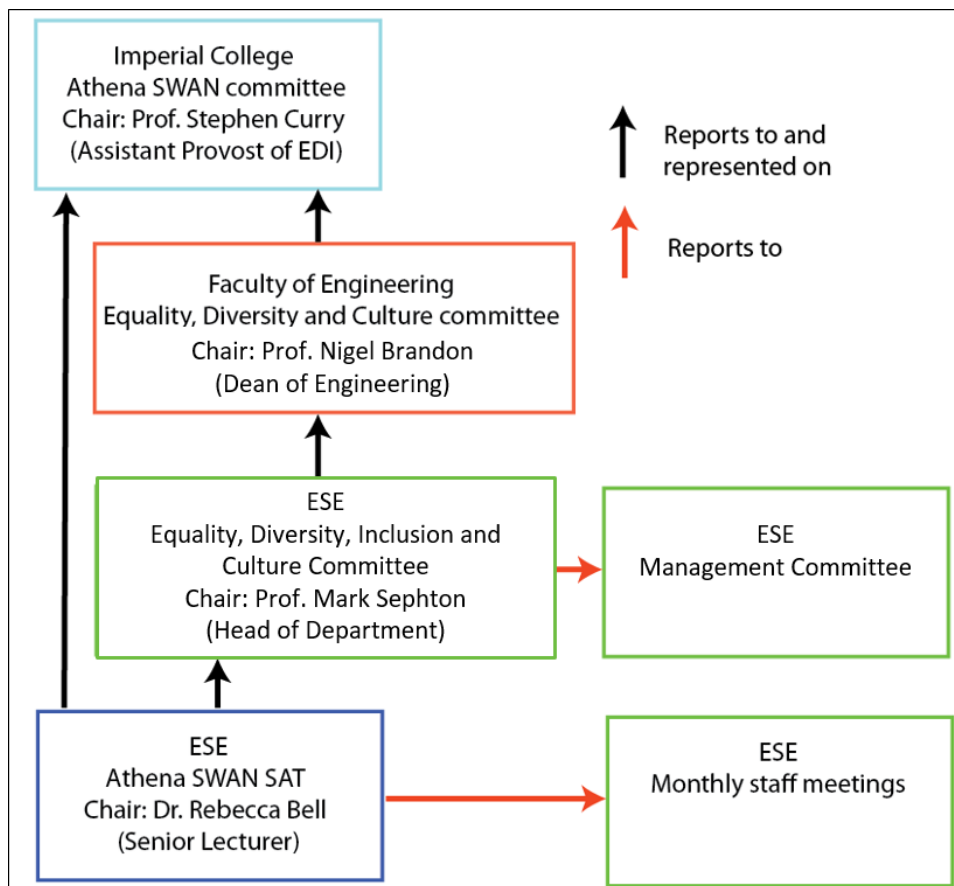 Imperial College
Athena SWAN committee
Chair: Prof. Stephen Curry
(Assistant Provost of EDI)
Reports to and
represented on
Reports to
Faculty of Engineering
Equality, Diversity and Culture committee
Chair: Prof. Nigel Brandon
(Dean of Engineering)
ESE
Equality, Diversity, Inclusion and
Culture Committee
Chair: Prof. Mark Sephton
(Head of Department)
ESE
Management Committee
ESE
Athena SWAN SAT
Chair: Dr. Rebecca Bell
(Senior Lecturer)
ESE
Monthly staff meetings